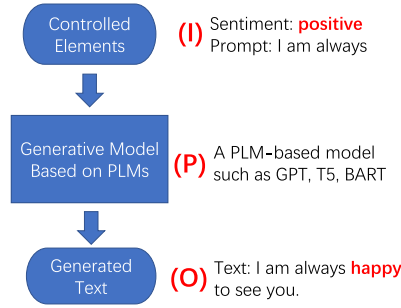 Controlled
Elements
(I)
Sentiment: positive
Prompt: I am always
Generative Model
Based on PLMs
(P)
A PLM-based model
such as GPT, T5, BART
Generated
Text
(O)
Text: I am always happy
to see you.